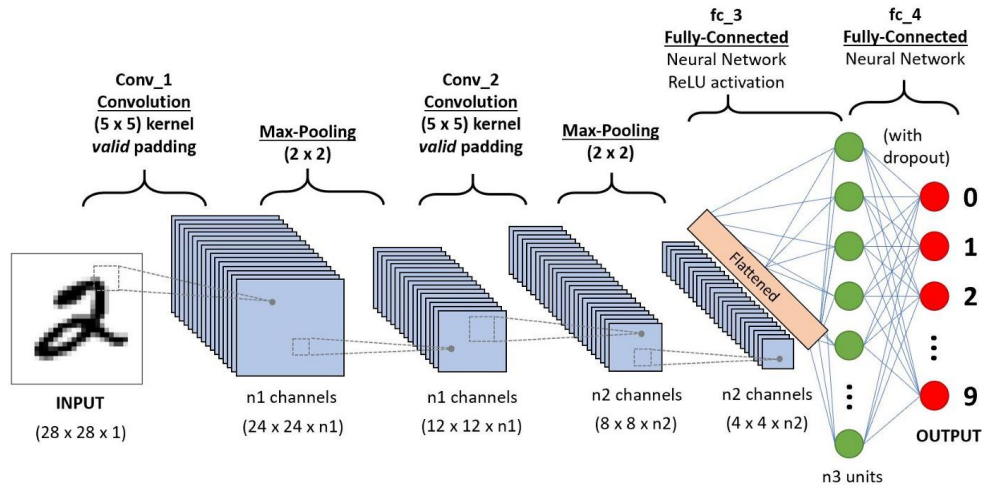 Conv_1
Convolution
(5 x 5) kernel
valid padding
Max-Pooling
(2 x 2)
Conv_2
Convolution
(5 x 5) kernel
valid padding
Max-Pooling
(2 x 2)
fc_3
Fully-Connected
Neural Network
ReLU activation
fc_4
Fully-Connected
Neural Network
(with
dropout)
Flattened
0
1
2
⋮
9
⋮
OUTPUT
INPUT
(28 x 28 x 1)
n1 channels
(24 x 24 x n1)
n1 channels
(12 x 12 x n1)
n2 channels
(8 x 8 x n2)
n2 channels
(4 x 4 x n2)
n3 units
2